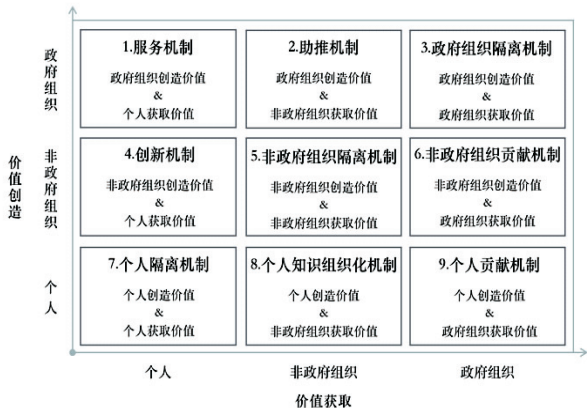 价值创造
政府组织
1.服务机制
政府组织创造价值
&
个人获取价值
2.助推机制
政府组织创造价值
&
非政府组织获取价值
3.政府组织隔离机制
政府组织创造价值
&
政府组织获取价值
非政府组织
4.创新机制
非政府组织创造价值
&
个人获取价值
5.非政府组织隔离机制
非政府组织创造价值
&
非政府组织获取价值
6.非政府组织贡献机制
非政府组织创造价值
&
政府组织获取价值
个人
7.个人隔离机制
个人创造价值
&
个人获取价值
8.个人知识组织化机制
个人创造价值
&
非政府组织获取价值
9.个人贡献机制
个人创造价值
&
政府组织获取价值
个人
非政府组织
政府组织
价值获取